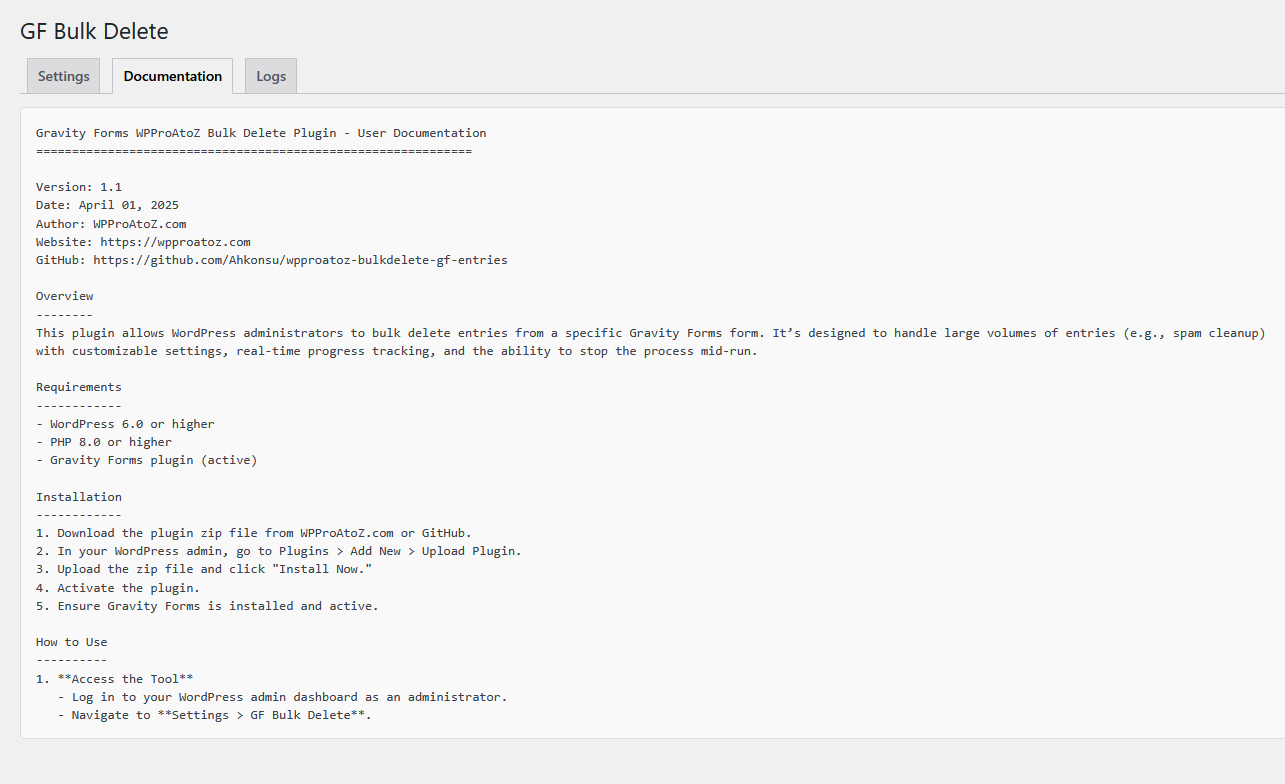 GF Bulk Delete
Settings Documentation Logs
Gravity Forms WPProAtoZ Bulk Delete Plugin - User Documentation
=============================================================
Version: 1.1
Date: April 01, 2025
Author: WPProAtoZ.com
Website: https://wpproatoz.com
GitHub: https://github.com/Ahkonsu/wpproatoz-bulkdelete-gf-entries
Overview
--------
This plugin allows WordPress administrators to bulk delete entries from a specific Gravity Forms form. It’s designed to handle large volumes of entries (e.g., spam cleanup)
with customizable settings, real-time progress tracking, and the ability to stop the process mid-run.
Requirements
------------
- WordPress 6.0 or higher
- PHP 8.0 or higher
- Gravity Forms plugin (active)
Installation
------------
1. Download the plugin zip file from WPProAtoZ.com or GitHub.
2. In your WordPress admin, go to Plugins > Add New > Upload Plugin.
3. Upload the zip file and click "Install Now."
4. Activate the plugin.
5. Ensure Gravity Forms is installed and active.
How to Use
----------
1. **Access the Tool**
- Log in to your WordPress admin dashboard as an administrator.
- Navigate to **Settings > GF Bulk Delete**.